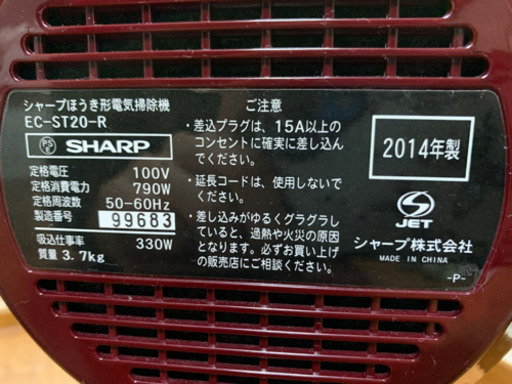 シャープほうき形電気掃除機
EC-ST20-R
PS
E
SHARP
定格電圧 100V
定格消費電力 790W
定格周波数 50-60Hz
製造番号 99683
吸込仕事率 330W
質量 3.7kg
ご注意
・差込プラグは、15A以上の
コンセントに確実に差し込ん
でください。
・延長コードは、使用しないで
ください。
・差し込みがゆるくグラグラ
していると、過熱や火災の原因
となります。必ずお買い上げ
の販売店にご相談ください。
2014年製
S
JET
シャープ株式会社
MADE IN CHINA
-P-